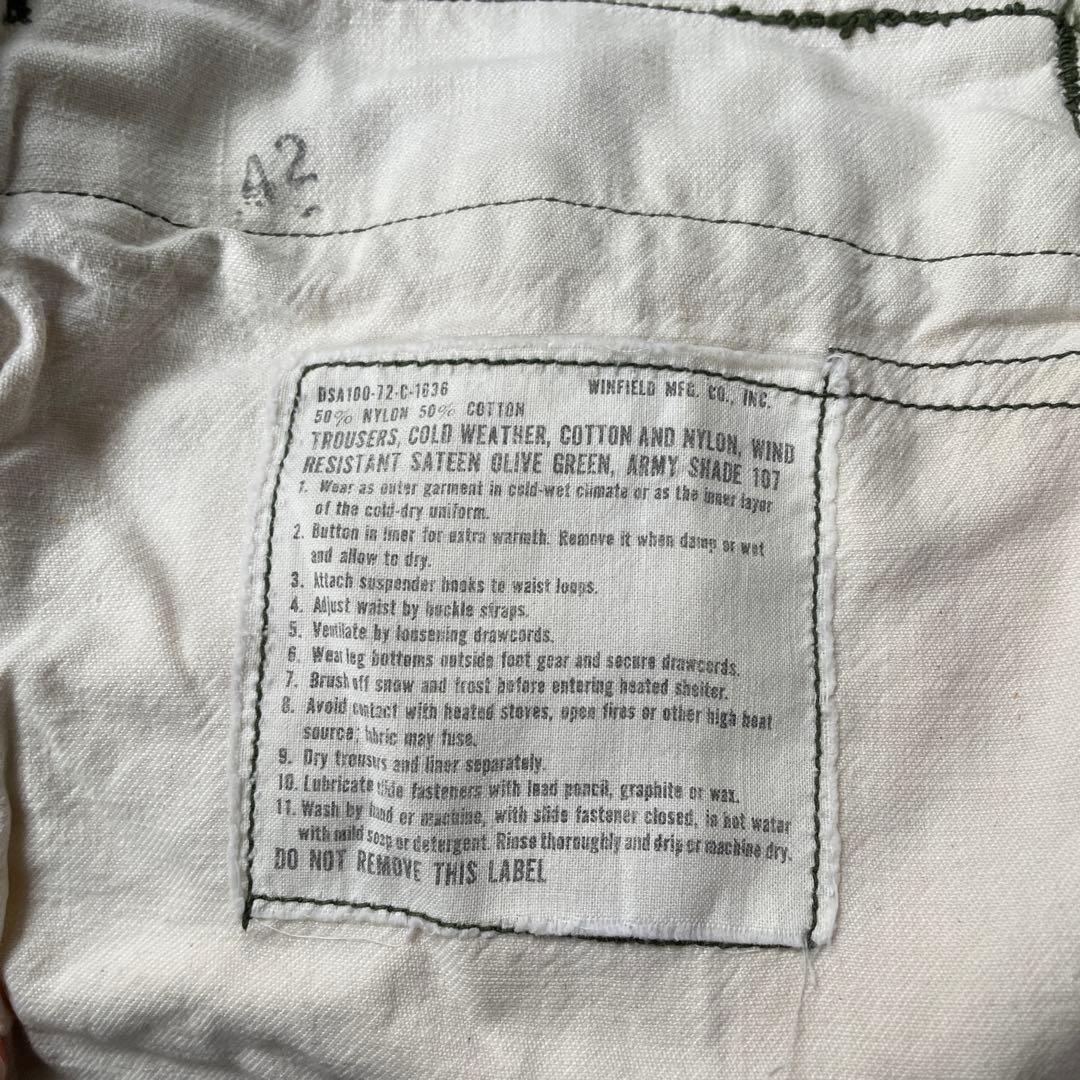 42
DSA100-72-C-1636 WINFIELD MFG. CO., INC.
50% NYLON 50% COTTON
TROUSERS, COLD WEATHER, COTTON AND NYLON, WIND
RESISTANT SATEEN OLIVE GREEN, ARMY SHADE 107
1. Wear as outer garment in cold-wet climate or as the inner layer
of the cold-dry uniform.
2. Button in liner for extra warmth. Remove it when damp or wet
and allow to dry.
3. Attach suspender hooks to waist loops.
4. Adjust waist by buckle straps.
5. Ventilate by loosening drawcords.
6. Wear leg bottoms outside foot gear and secure drawcords.
7. Brush off snow and frost before entering heated shelter.
8. Avoid contact with heated stoves, open fires or other high heat
source; fabric may fuse.
9. Dry trousers and liner separately.
10. Lubricate slide fasteners with lead pencil, graphite or wax.
11. Wash by hand or machine, with slide fastener closed, in hot water
with mild soap or detergent. Rinse thoroughly and drip or machine dry.
DO NOT REMOVE THIS LABEL